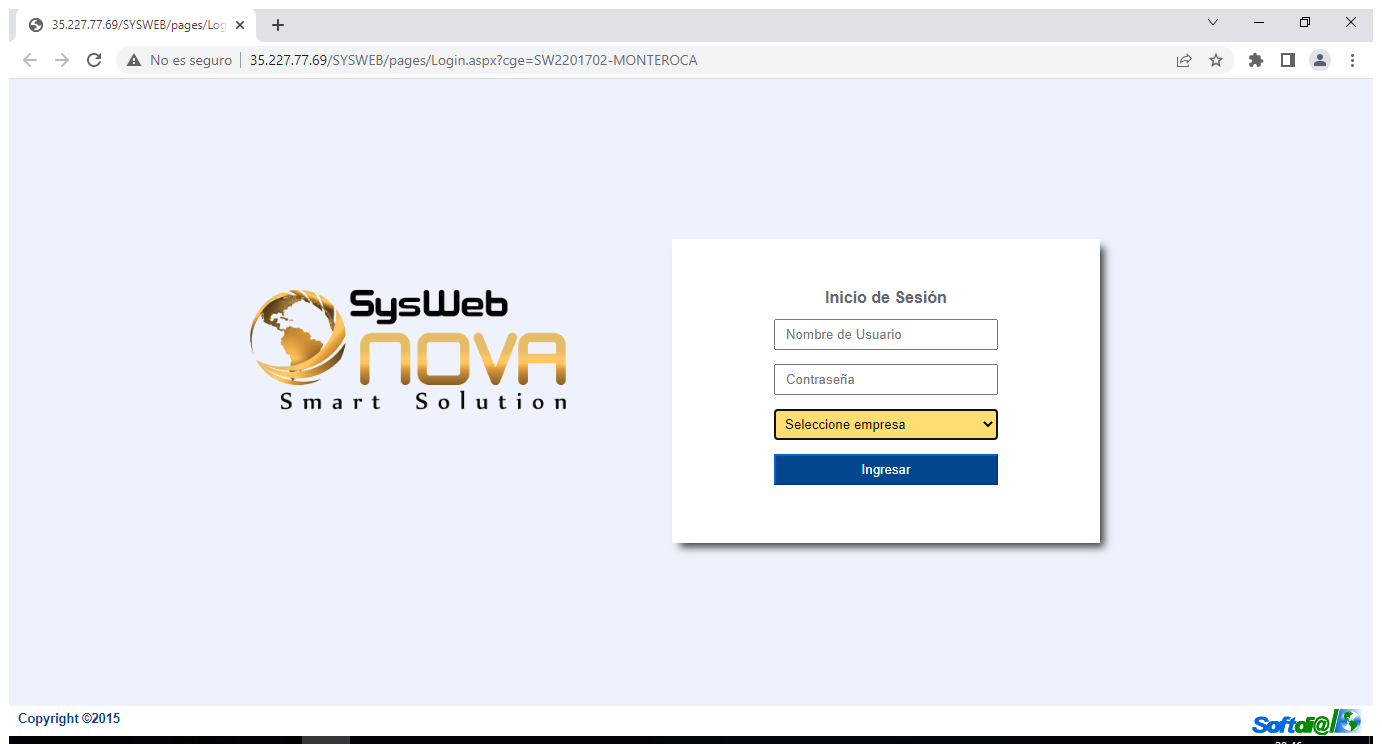 35.227.77.69/SYSWEB/pages/Log
No es seguro
35.227.77.69/SYSWEB/pages/Login.aspx?cge=SW2201702-MONTEROCA
SysWeb
NOVA
Smart Solution
Inicio de Sesión
Nombre de Usuario
Contraseña
Seleccione empresa
Ingresar
Copyright ©2015